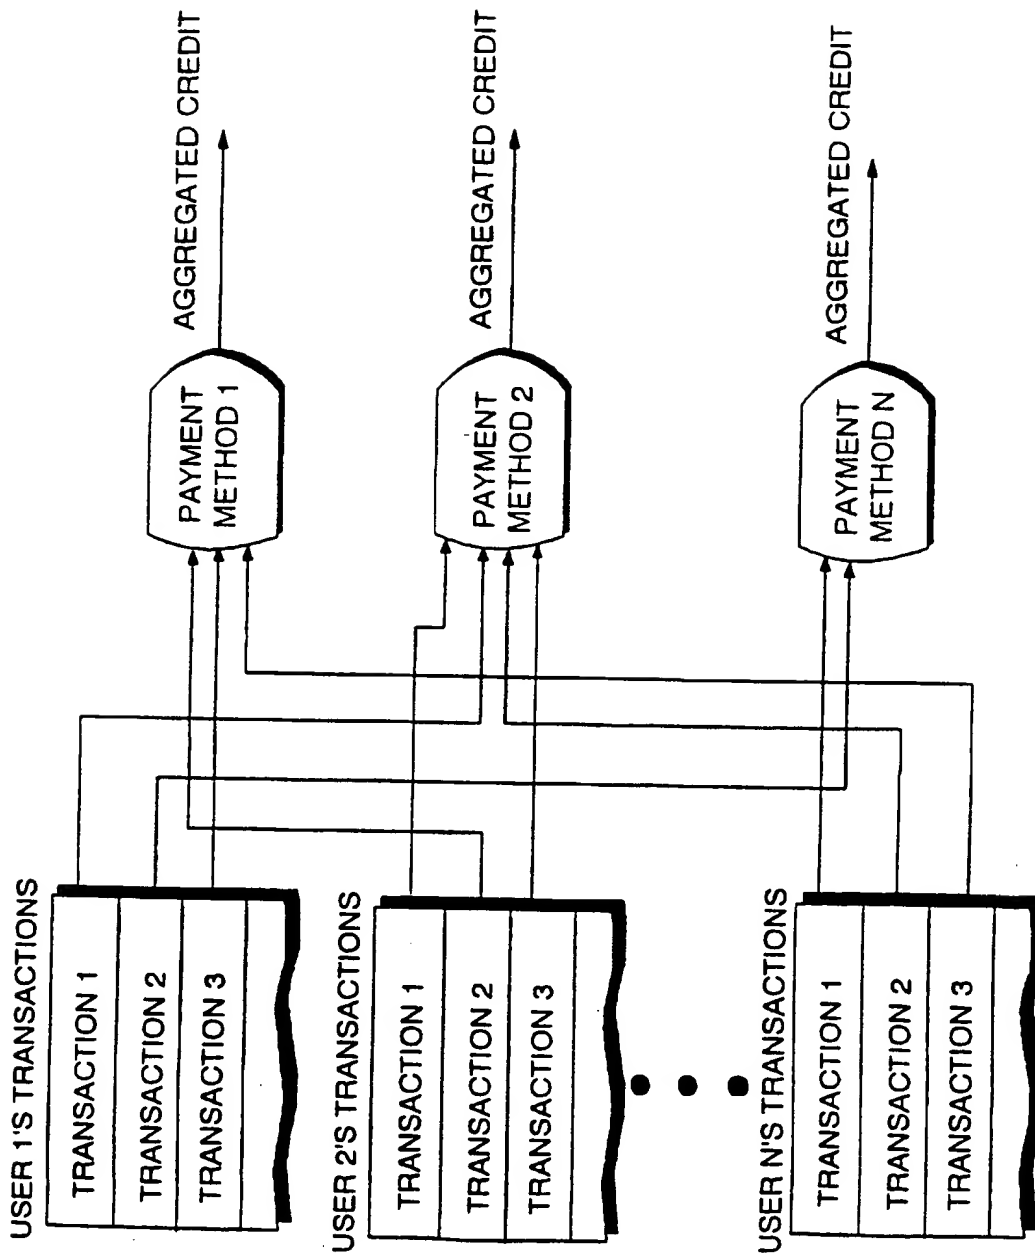 USER 1'S TRANSACTIONS
TRANSACTION 1
TRANSACTION 2
TRANSACTION 3
USER 2'S TRANSACTIONS
TRANSACTION 1
TRANSACTION 2
TRANSACTION 3
USER N'S TRANSACTIONS
TRANSACTION 1
TRANSACTION 2
TRANSACTION 3
PAYMENT
METHOD 1
PAYMENT
METHOD 2
PAYMENT
METHOD N
AGGREGATED CREDIT
AGGREGATED CREDIT
AGGREGATED CREDIT